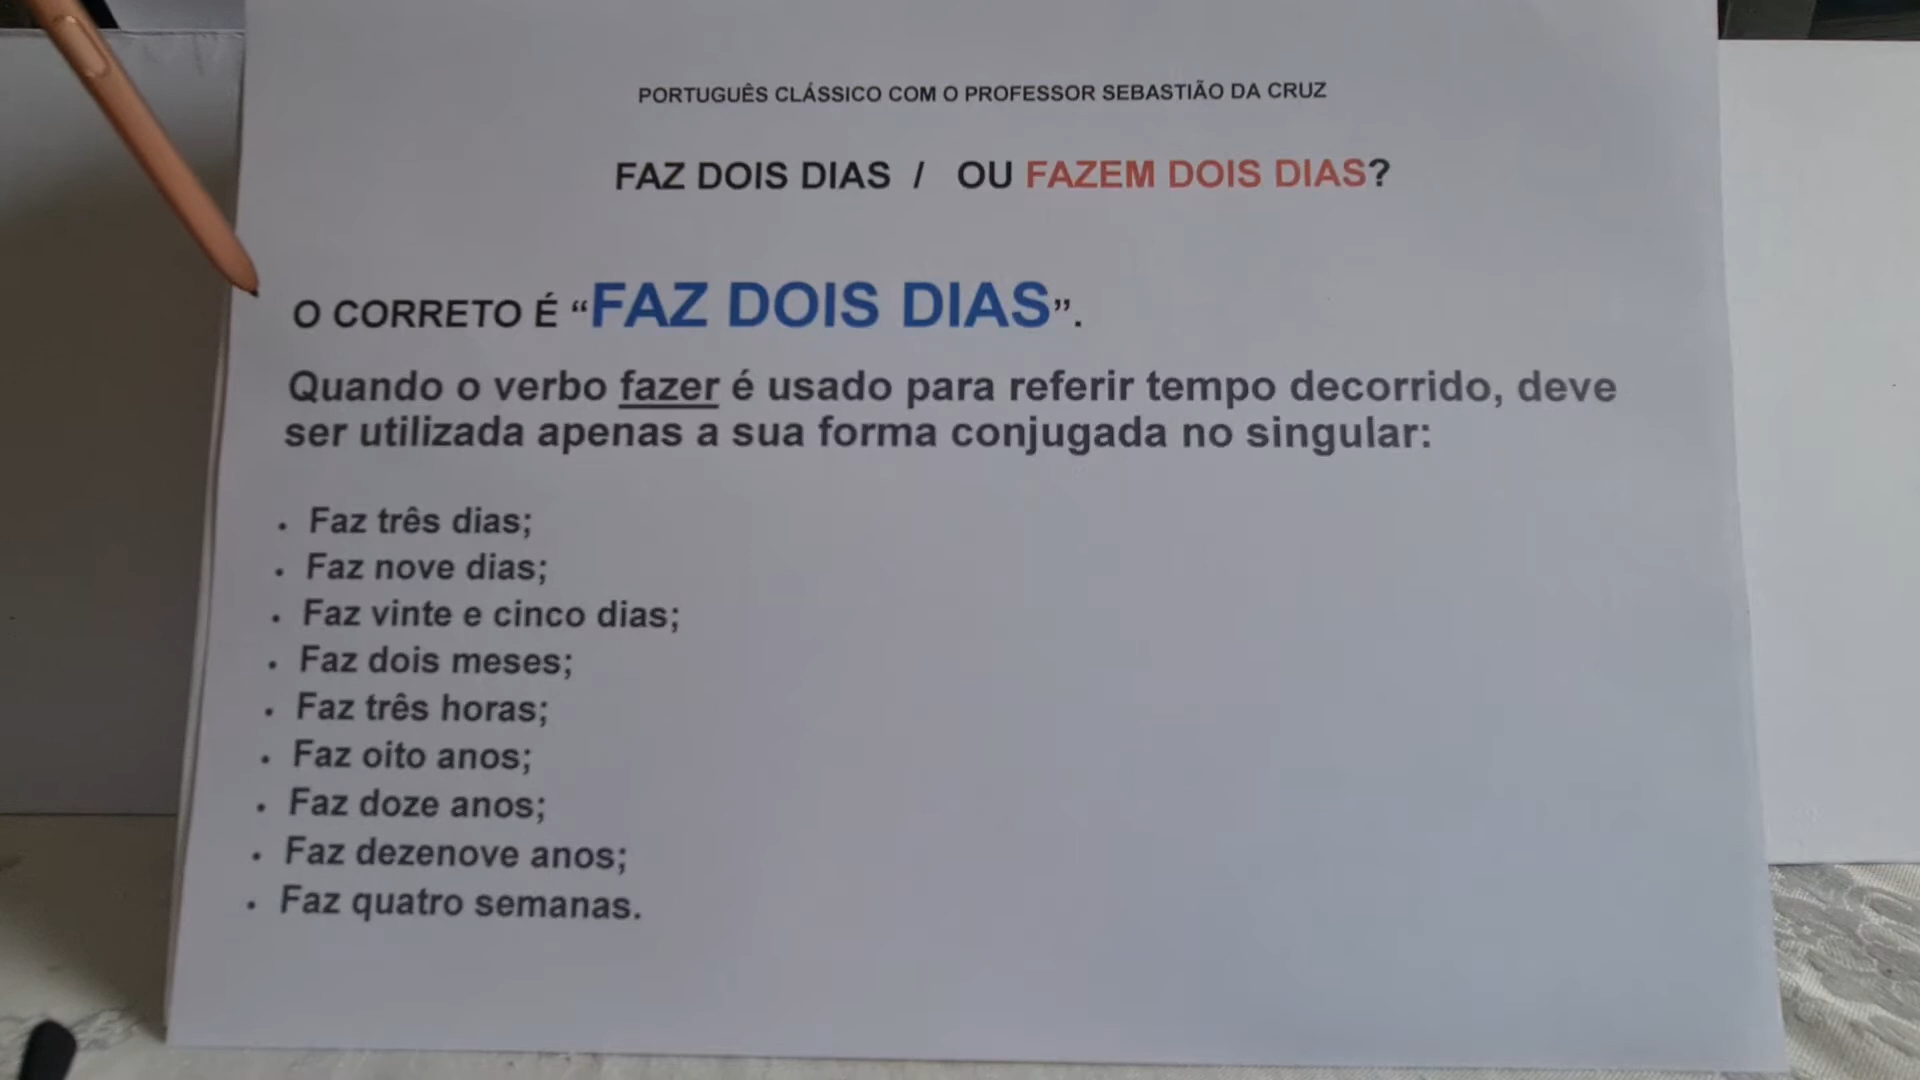 PORTUGUÊS CLÁSSICO COM O PROFESSOR SEBASTIÃO DA CRUZ
FAZ DOIS DIAS / OU FAZEM DOIS DIAS?
O CORRETO É “FAZ DOIS DIAS”.
Quando o verbo fazer é usado para referir tempo decorrido, deve
ser utilizada apenas a sua forma conjugada no singular:
• Faz três dias;
• Faz nove dias;
• Faz vinte e cinco dias;
• Faz dois meses;
• Faz três horas;
• Faz oito anos;
• Faz doze anos;
• Faz dezenove anos;
• Faz quatro semanas.